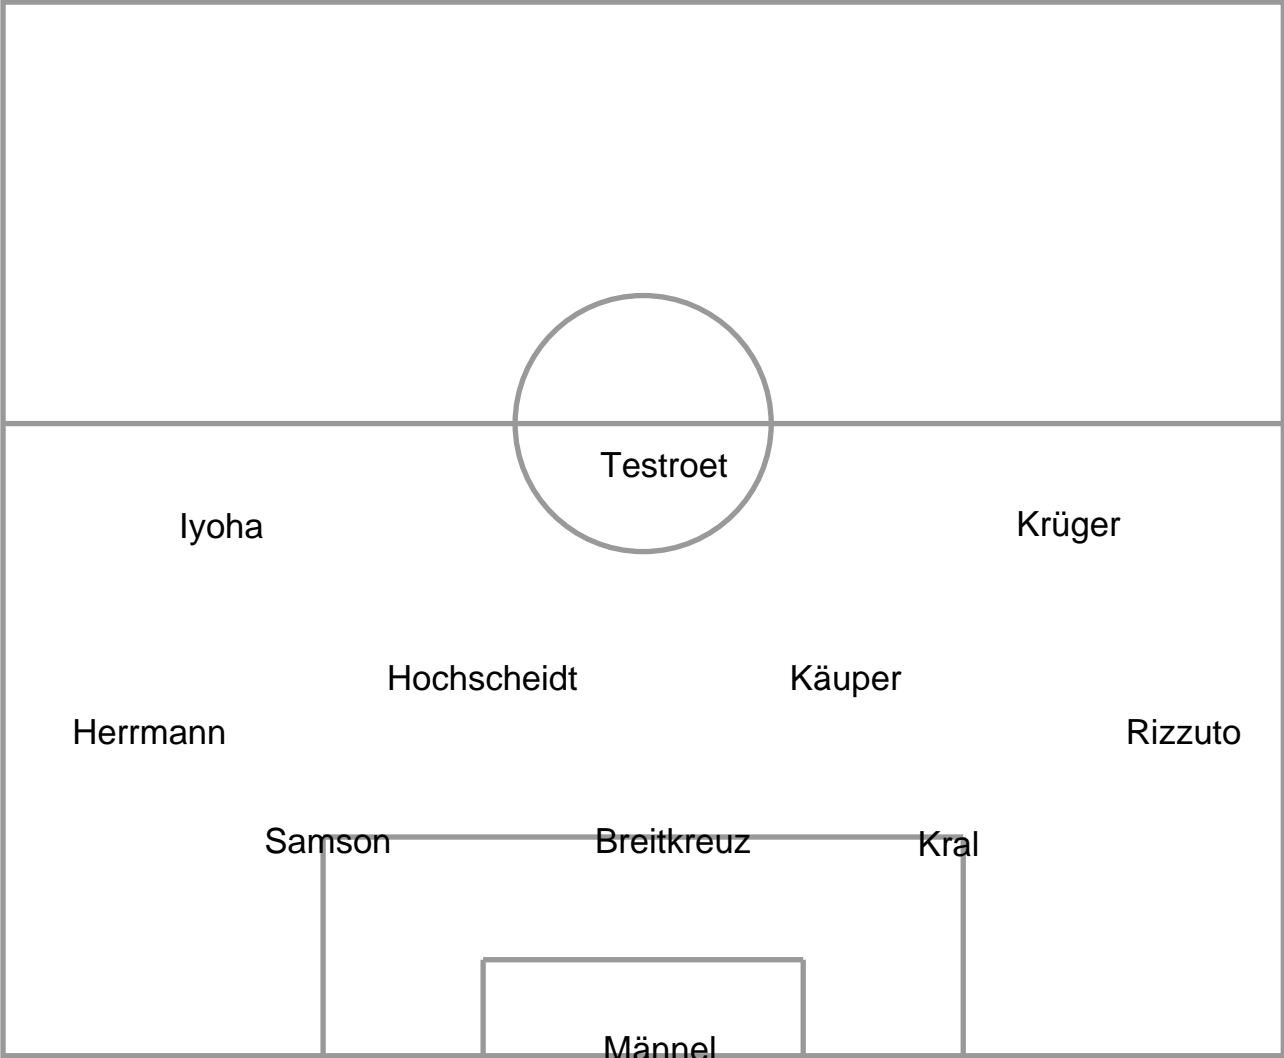 Testroet
Iyoha
Krüger
Hochscheidt
Käuper
Herrmann
Rizzuto
Samson
Breitkreuz
Kral
Männel